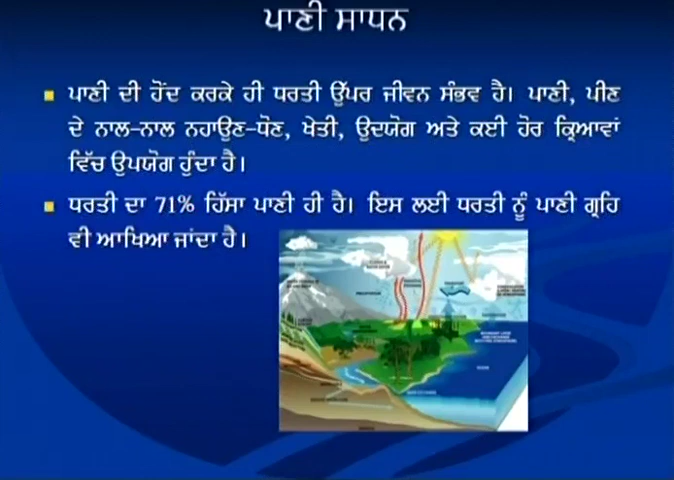 ਪਾਣੀ ਸਾਧਨ
ਪਾਣੀ ਦੀ ਹੋਂਦ ਕਰਕੇ ਹੀ ਧਰਤੀ ਉੱਪਰ ਜੀਵਨ ਸੰਭਵ ਹੈ। ਪਾਣੀ, ਪੀਣ
ਦੇ ਨਾਲ-ਨਾਲ ਨਹਾਉਣ-ਧੋਣ, ਖੇਤੀ, ਉਦਯੋਗ ਅਤੇ ਕਈ ਹੋਰ ਕ੍ਰਿਆਵਾਂ
ਵਿੱਚ ਉਪਯੋਗ ਹੁੰਦਾ ਹੈ।
ਧਰਤੀ ਦਾ 71% ਹਿੱਸਾ ਪਾਣੀ ਹੀ ਹੈ। ਇਸ ਲਈ ਧਰਤੀ ਨੂੰ ਪਾਣੀ ਗ੍ਰਹਿ
ਵੀ ਆਖਿਆ ਜਾਂਦਾ ਹੈ।